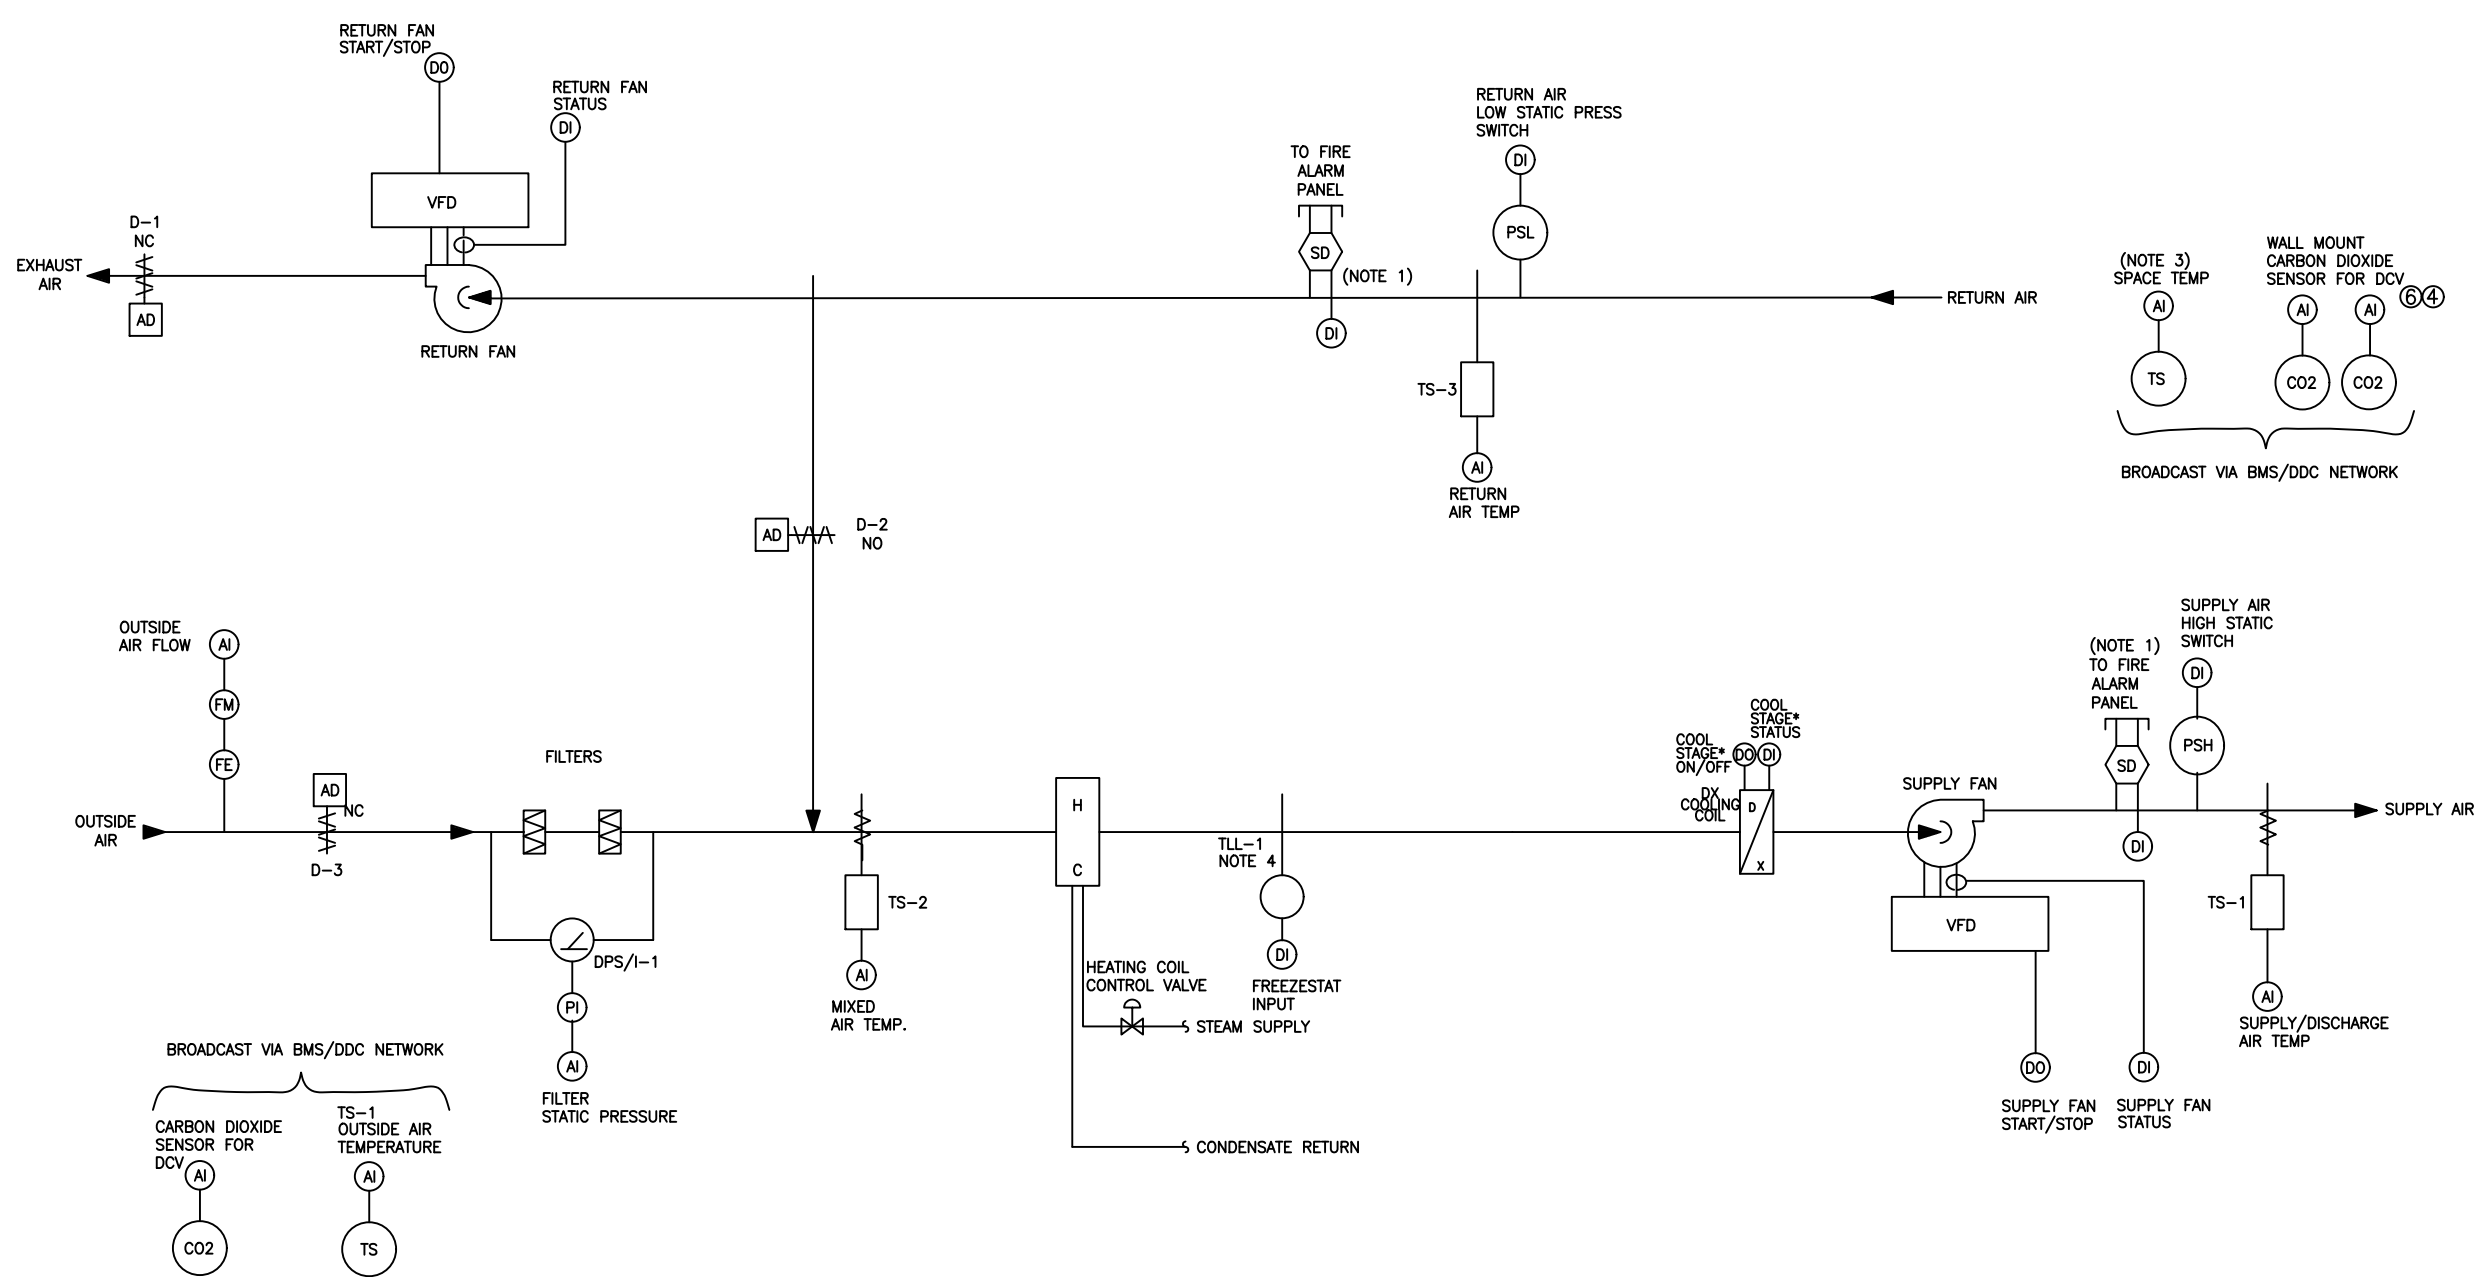 RETURN FAN
START/STOP
DO
RETURN FAN
STATUS
DI
VFD
D-1
NC
EXHAUST
AIR
AD
RETURN FAN
TO FIRE
ALARM
PANEL
SD
(NOTE 1)
DI
RETURN AIR
LOW STATIC PRESS
SWITCH
DI
PSL
TS-3
AI
RETURN
AIR TEMP
RETURN AIR
(NOTE 3)
SPACE TEMP
AI
TS
WALL MOUNT
CARBON DIOXIDE
SENSOR FOR DCV
6 4
AI AI
CO2 CO2
BROADCAST VIA BMS/DDC NETWORK
AD
D-2
NO
OUTSIDE
AIR FLOW
AI
FM
FE
OUTSIDE
AIR
AD
NC
D-3
FILTERS
DPS/I-1
PI
AI
FILTER
STATIC PRESSURE
TS-2
AI
MIXED
AIR TEMP.
H
C
HEATING COIL
CONTROL VALVE
STEAM SUPPLY
CONDENSATE RETURN
TLL-1
NOTE 4
DI
FREEZESTAT
INPUT
COOL
STAGE*
STATUS
COOL
STAGE*
ON/OFF
DO DI
DX
COOLING
COIL
D
X
SUPPLY FAN
VFD
DO
SUPPLY FAN
START/STOP
DI
SUPPLY FAN
STATUS
(NOTE 1)
TO FIRE
ALARM
PANEL
SD
DI
SUPPLY AIR
HIGH STATIC
SWITCH
DI
PSH
SUPPLY AIR
TS-1
AI
SUPPLY/DISCHARGE
AIR TEMP
BROADCAST VIA BMS/DDC NETWORK
CARBON DIOXIDE
SENSOR FOR
DCV
AI
CO2
TS-1
OUTSIDE AIR
TEMPERATURE
AI
TS